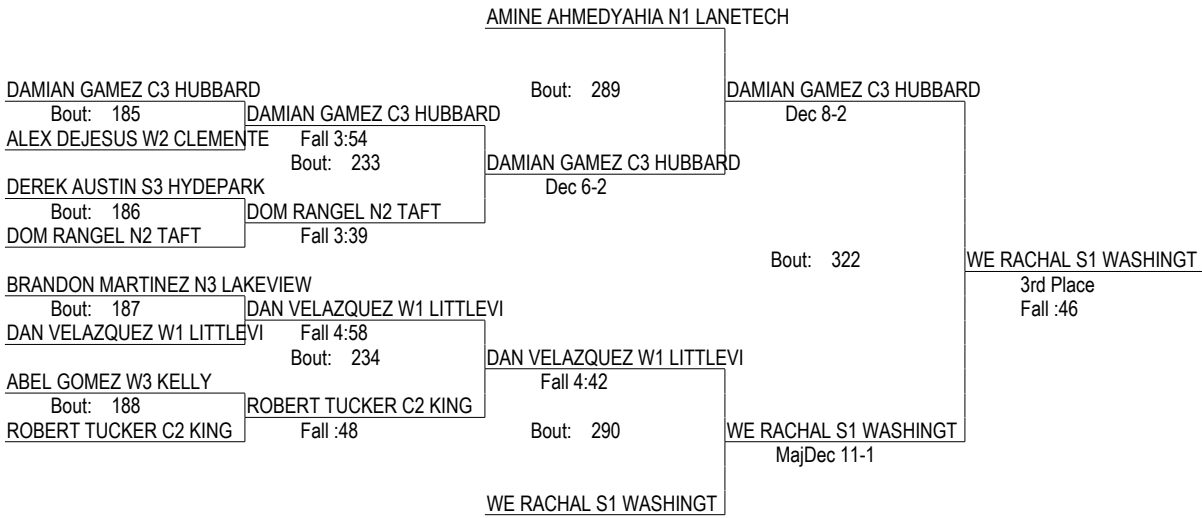 AMINE AHMEDYAHIA N1 LANETECH
DAMIAN GAMEZ C3 HUBBARD
Bout: 289
DAMIAN GAMEZ C3 HUBBARD
Bout: 185
DAMIAN GAMEZ C3 HUBBARD
Dec 8-2
ALEX DEJESUS W2 CLEMENTE
Fall 3:54
Bout: 233
DAMIAN GAMEZ C3 HUBBARD
DEREK AUSTIN S3 HYDEPARK
Dec 6-2
Bout: 186
DOM RANGEL N2 TAFT
DOM RANGEL N2 TAFT
Fall 3:39
Bout: 322
WE RACHAL S1 WASHINGT
BRANDON MARTINEZ N3 LAKEVIEW
3rd Place
Bout: 187
DAN VELAZQUEZ W1 LITTLEVI
Fall :46
DAN VELAZQUEZ W1 LITTLEVI
Fall 4:58
Bout: 234
DAN VELAZQUEZ W1 LITTLEVI
ABEL GOMEZ W3 KELLY
Fall 4:42
Bout: 188
ROBERT TUCKER C2 KING
ROBERT TUCKER C2 KING
Fall :48
Bout: 290
WE RACHAL S1 WASHINGT
MajDec 11-1
WE RACHAL S1 WASHINGT